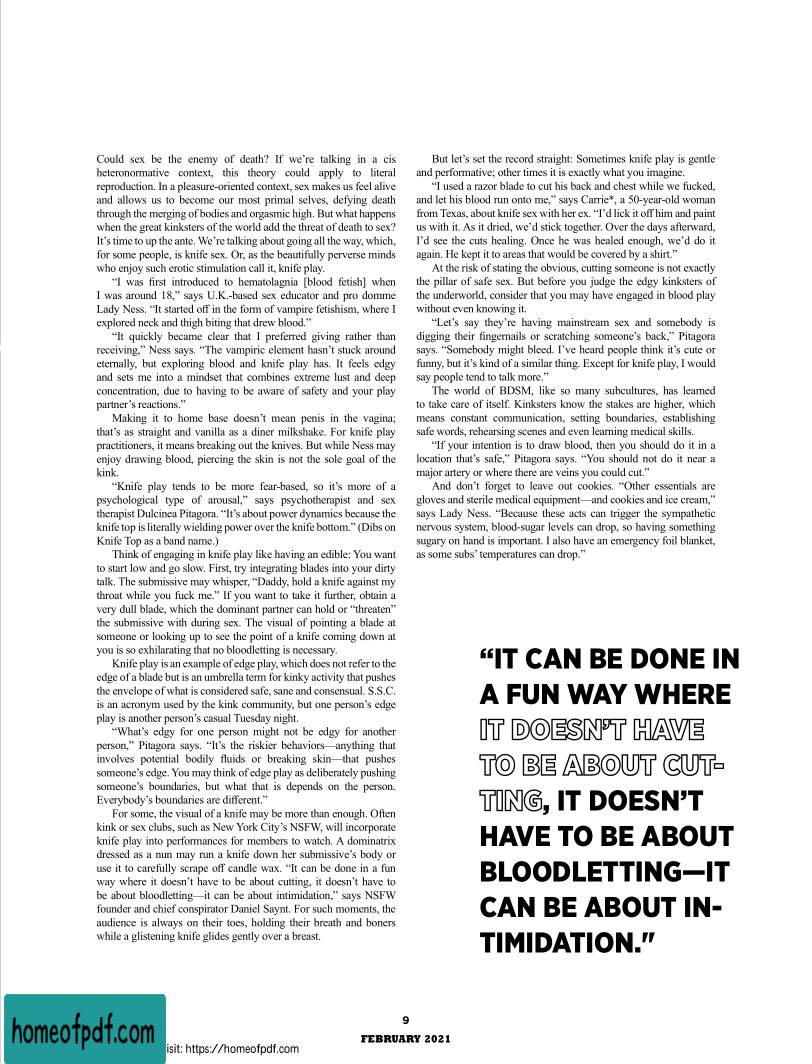 Could sex be the enemy of death? If we’re talking in a cis
heteronormative context, this theory could apply to literal
reproduction. In a pleasure-oriented context, sex makes us feel alive
and allows us to become our most primal selves, defying death
through the merging of bodies and orgasmic high. But what happens
when the great kinksters of the world add the threat of death to sex?
It’s time to up the ante. We’re talking about going all the way, which,
for some people, is knife sex. Or, as the beautifully perverse minds
who enjoy such erotic stimulation call it, knife play.
“I was first introduced to hematolagnia [blood fetish] when
I was around 18,” says U.K.-based sex educator and pro domme
Lady Ness. “It started off in the form of vampire fetishism, where I
explored neck and thigh biting that drew blood.”
“It quickly became clear that I preferred giving rather than
receiving,” Ness says. “The vampiric element hasn’t stuck around
eternally, but exploring blood and knife play has. It feels edgy
and sets me into a mindset that combines extreme lust and deep
concentration, due to having to be aware of safety and your play
partner’s reactions.”
Making it to home base doesn’t mean penis in the vagina;
that’s as straight and vanilla as a diner milkshake. For knife play
practitioners, it means breaking out the knives. But while Ness may
enjoy drawing blood, piercing the skin is not the sole goal of the
kink.
“Knife play tends to be more fear-based, so it’s more of a
psychological type of arousal,” says psychotherapist and sex
therapist Dulcinea Pitagora. “It’s about power dynamics because the
knife top is literally wielding power over the knife bottom.” (Dibs on
Knife Top as a band name.)
Think of engaging in knife play like having an edible: You want
to start low and go slow. First, try integrating blades into your dirty
talk. The submissive may whisper, “Daddy, hold a knife against my
throat while you fuck me.” If you want to take it further, obtain a
very dull blade, which the dominant partner can hold or “threaten”
the submissive with during sex. The visual of pointing a blade at
someone or looking up to see the point of a knife coming down at
you is so exhilarating that no bloodletting is necessary.
Knife play is an example of edge play, which does not refer to the
edge of a blade but is an umbrella term for kinky activity that pushes
the envelope of what is considered safe, sane and consensual. S.S.C.
is an acronym used by the kink community, but one person’s edge
play is another person’s casual Tuesday night.
“What’s edgy for one person might not be edgy for another
person,” Pitagora says. “It’s the riskier behaviors—anything that
involves potential bodily fluids or breaking skin—that pushes
someone’s edge. You may think of edge play as deliberately pushing
someone’s boundaries, but what that is depends on the person.
Everybody’s boundaries are different.”
For some, the visual of a knife may be more than enough. Often
kink or sex clubs, such as New York City’s NSFW, will incorporate
knife play into performances for members to watch. A dominatrix
dressed as a nun may run a knife down her submissive’s body or
use it to carefully scrape off candle wax. “It can be done in a fun
way where it doesn’t have to be about cutting, it doesn’t have to
be about bloodletting—it can be about intimidation,” says NSFW
founder and chief conspirator Daniel Saynt. For such moments, the
audience is always on their toes, holding their breath and boners
while a glistening knife glides gently over a breast.
But let’s set the record straight: Sometimes knife play is gentle
and performative; other times it is exactly what you imagine.
“I used a razor blade to cut his back and chest while we fucked,
and let his blood run onto me,” says Carrie*, a 50-year-old woman
from Texas, about knife sex with her ex. “I’d lick it off him and paint
us with it. As it dried, we’d stick together. Over the days afterward,
I’d see the cuts healing. Once he was healed enough, we’d do it
again. He kept it to areas that would be covered by a shirt.”
At the risk of stating the obvious, cutting someone is not exactly
the pillar of safe sex. But before you judge the edgy kinksters of
the underworld, consider that you may have engaged in blood play
without even knowing it.
“Let’s say they’re having mainstream sex and somebody is
digging their fingernails or scratching someone’s back,” Pitagora
says. “Somebody might bleed. I’ve heard people think it’s cute or
funny, but it’s kind of a similar thing. Except for knife play, I would
say people tend to talk more.”
The world of BDSM, like so many subcultures, has learned
to take care of itself. Kinksters know the stakes are higher, which
means constant communication, setting boundaries, establishing
safe words, rehearsing scenes and even learning medical skills.
“If your intention is to draw blood, then you should do it in a
location that’s safe,” Pitagora says. “You should not do it near a
major artery or where there are veins you could cut.”
And don’t forget to leave out cookies. “Other essentials are
gloves and sterile medical equipment—and cookies and ice cream,”
says Lady Ness. “Because these acts can trigger the sympathetic
nervous system, blood-sugar levels can drop, so having something
sugary on hand is important. I also have an emergency foil blanket,
as some subs’ temperatures can drop.”
“IT CAN BE DONE IN
A FUN WAY WHERE
IT DOESN’T HAVE
TO BE ABOUT CUT-
TING, IT DOESN’T
HAVE TO BE ABOUT
BLOODLETTING—IT
CAN BE ABOUT IN-
TIMIDATION."
9
FEBRUARY 2021
homeofpdf.com
isit: https://homeofpdf.com